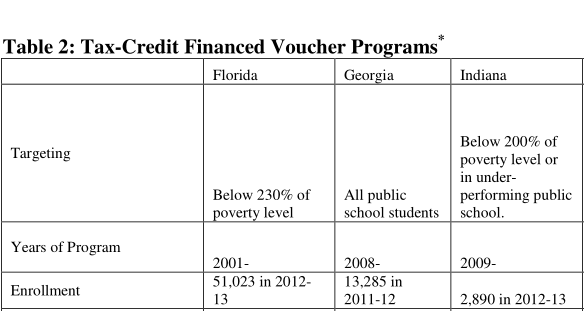 Table 2: Tax-Credit Financed Voucher Programs*
Florida Georgia Indiana
Targeting
Below 230% of
poverty level
All public
school students
Below 200% of
poverty level or
in under-
performing public
school.
Years of Program
2001- 2008- 2009-
Enrollment
51,023 in 2012-
13
13,285 in
2011-12
2,890 in 2012-13